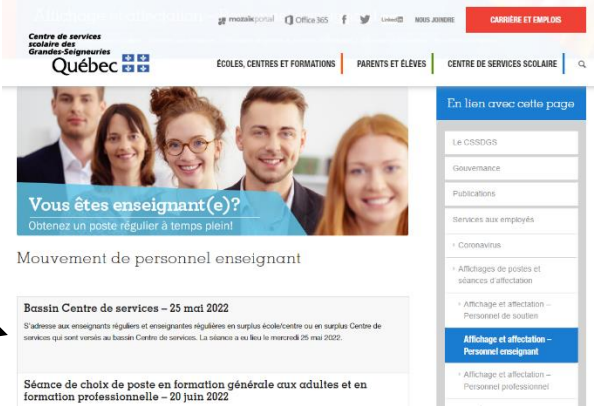 mozaikportal Office 365 LinkedIn NOUS JOINDRE CARRIÈRE ET EMPLOIS
Centre de services
scolaire des
Grandes-Seigneuries
Québec
ÉCOLES, CENTRES ET FORMATIONS PARENTS ET ÉLÈVES CENTRE DE SERVICES SCOLAIRE
Vous êtes enseignant(e)?
Obtenez un poste régulier à temps plein!
Mouvement de personnel enseignant
Bassin Centre de services – 25 mai 2022
S'adresse aux enseignants réguliers et enseignantes régulières en surplus école/centre ou en surplus Centre de
services qui sont versés au bassin Centre de services. La séance a eu lieu le mercredi 25 mai 2022.
Séance de choix de poste en formation générale aux adultes et en
formation professionnelle – 20 juin 2022
En lien avec cette page
Le CSSDGS
Gouvernance
Publications
Services aux employés
Coronavirus
Affichages de postes et
séances d'affectation
Affichage et affectation –
Personnel de soutien
Affichage et affectation –
Personnel enseignant
Affichage et affectation –
Personnel professionnel